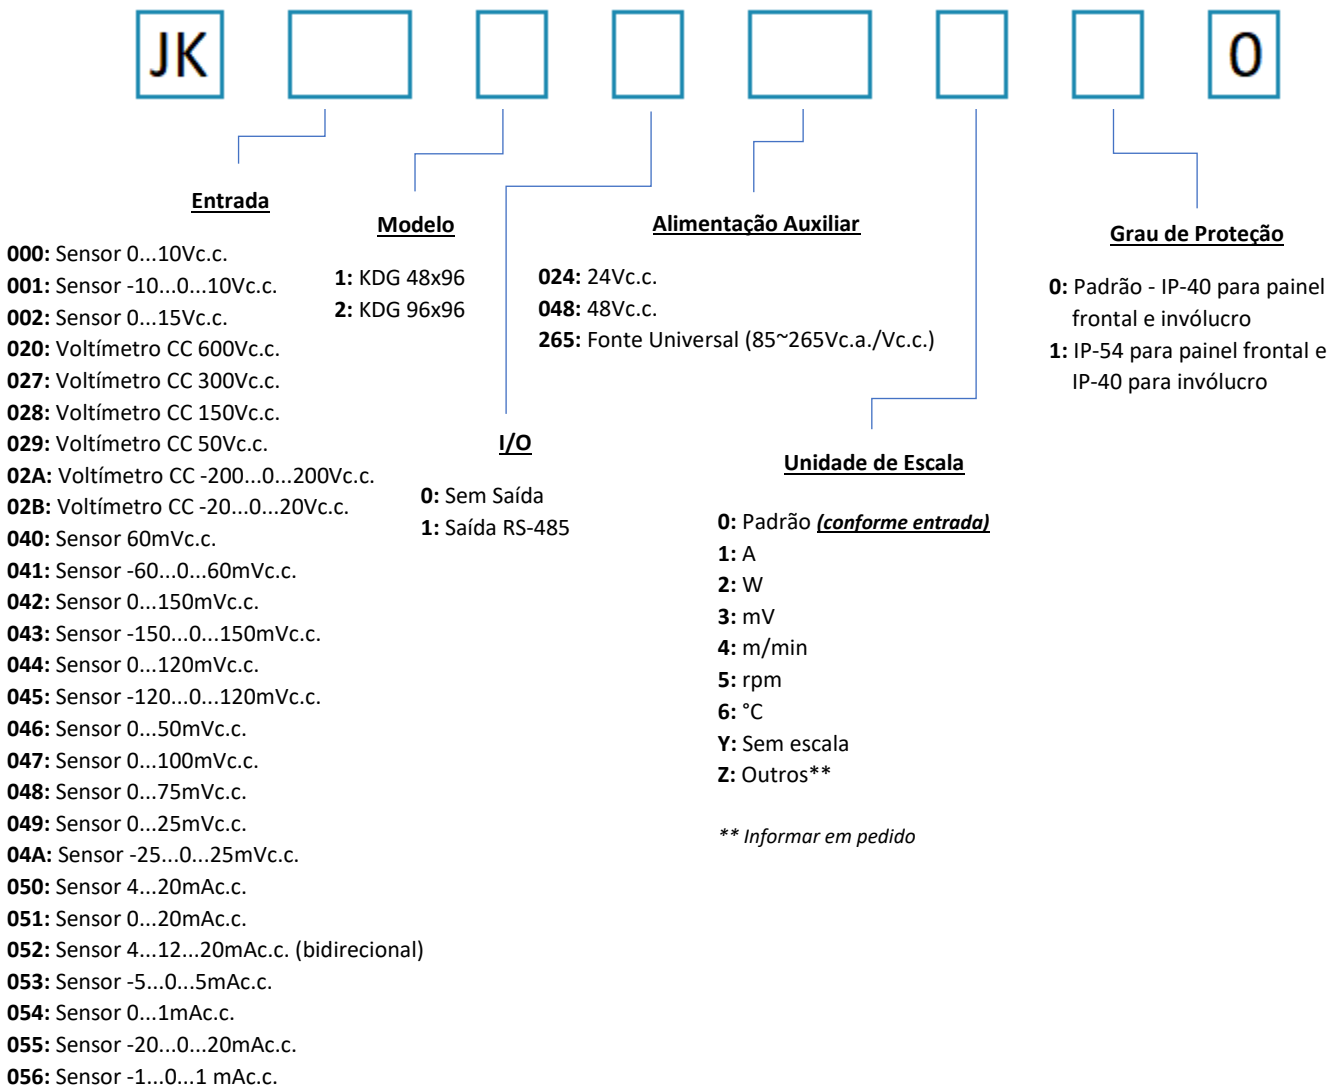 JK 0
Entrada
000: Sensor 0...10Vc.c.
001: Sensor -10...0...10Vc.c.
002: Sensor 0...15Vc.c.
020: Voltímetro CC 600Vc.c.
027: Voltímetro CC 300Vc.c.
028: Voltímetro CC 150Vc.c.
029: Voltímetro CC 50Vc.c.
02A: Voltímetro CC -200...0...200Vc.c.
02B: Voltímetro CC -20...0...20Vc.c.
040: Sensor 60mVc.c.
041: Sensor -60...0...60mVc.c.
042: Sensor 0...150mVc.c.
043: Sensor -150...0...150mVc.c.
044: Sensor 0...120mVc.c.
045: Sensor -120...0...120mVc.c.
046: Sensor 0...50mVc.c.
047: Sensor 0...100mVc.c.
048: Sensor 0...75mVc.c.
049: Sensor 0...25mVc.c.
04A: Sensor -25...0...25mVc.c.
050: Sensor 4...20mAc.c.
051: Sensor 0...20mAc.c.
052: Sensor 4...12...20mAc.c. (bidirecional)
053: Sensor -5...0...5mAc.c.
054: Sensor 0...1mAc.c.
055: Sensor -20...0...20mAc.c.
056: Sensor -1...0...1 mAc.c.
Modelo
1: KDG 48x96
2: KDG 96x96
I/O
0: Sem Saída
1: Saída RS-485
Alimentação Auxiliar
024: 24Vc.c.
048: 48Vc.c.
265: Fonte Universal (85~265Vc.a./Vc.c.)
Unidade de Escala
0: Padrão (conforme entrada)
1: A
2: W
3: mV
4: m/min
5: rpm
6: °C
Y: Sem escala
Z: Outros**
** Informar em pedido
Grau de Proteção
0: Padrão - IP-40 para painel
frontal e invólucro
1: IP-54 para painel frontal e
IP-40 para invólucro